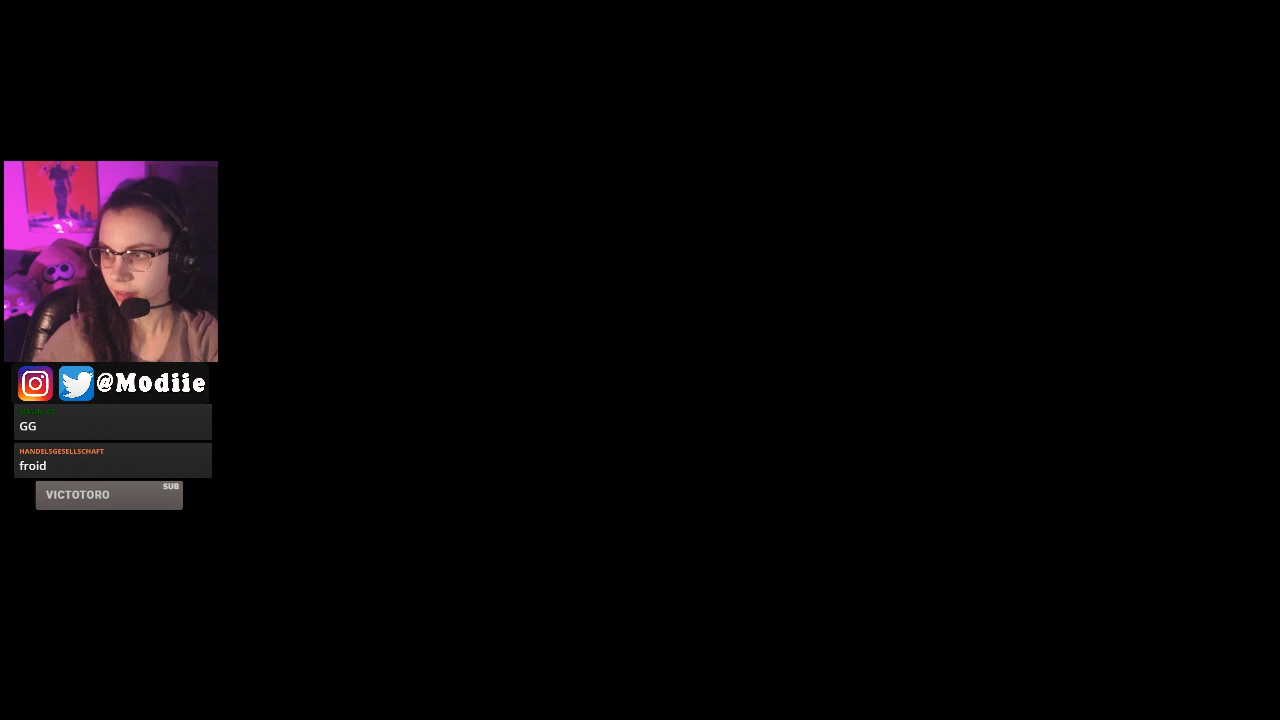 @Modiie
GG
HANDELSGESELLSCHAFT
froid
SUB
VICTOTORO